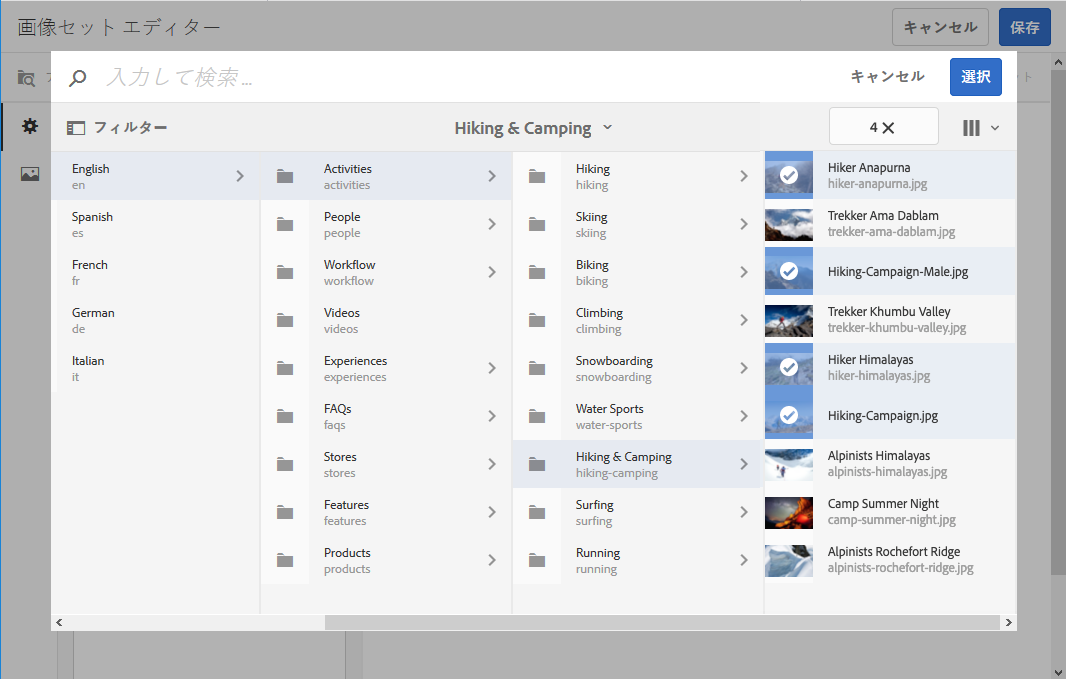 画像セット エディター
キャンセル
保存
入力して検索 ...
キャンセル
選択
フィルター
Hiking & Camping
4 ✕
English
en
Spanish
es
French
fr
German
de
Italian
it
Activities
activities
People
people
Workflow
workflow
Videos
videos
Experiences
experiences
FAQs
faqs
Stores
stores
Features
features
Products
products
Hiking
hiking
Skiing
skiing
Biking
biking
Climbing
climbing
Snowboarding
snowboarding
Water Sports
water-sports
Hiking & Camping
hiking-camping
Surfing
surfing
Running
running
Hiker Anapurna
hiker-anapurna.jpg
Trekker Ama Dablam
trekker-ama-dablam.jpg
Hiking-Campaign-Male.jpg
Trekker Khumbu Valley
trekker-khumbu-valley.jpg
Hiker Himalayas
hiker-himalayas.jpg
Hiking-Campaign.jpg
Alpinists Himalayas
alpinists-himalayas.jpg
Camp Summer Night
camp-summer-night.jpg
Alpinists Rochefort Ridge
alpinists-rochefort-ridge.jpg